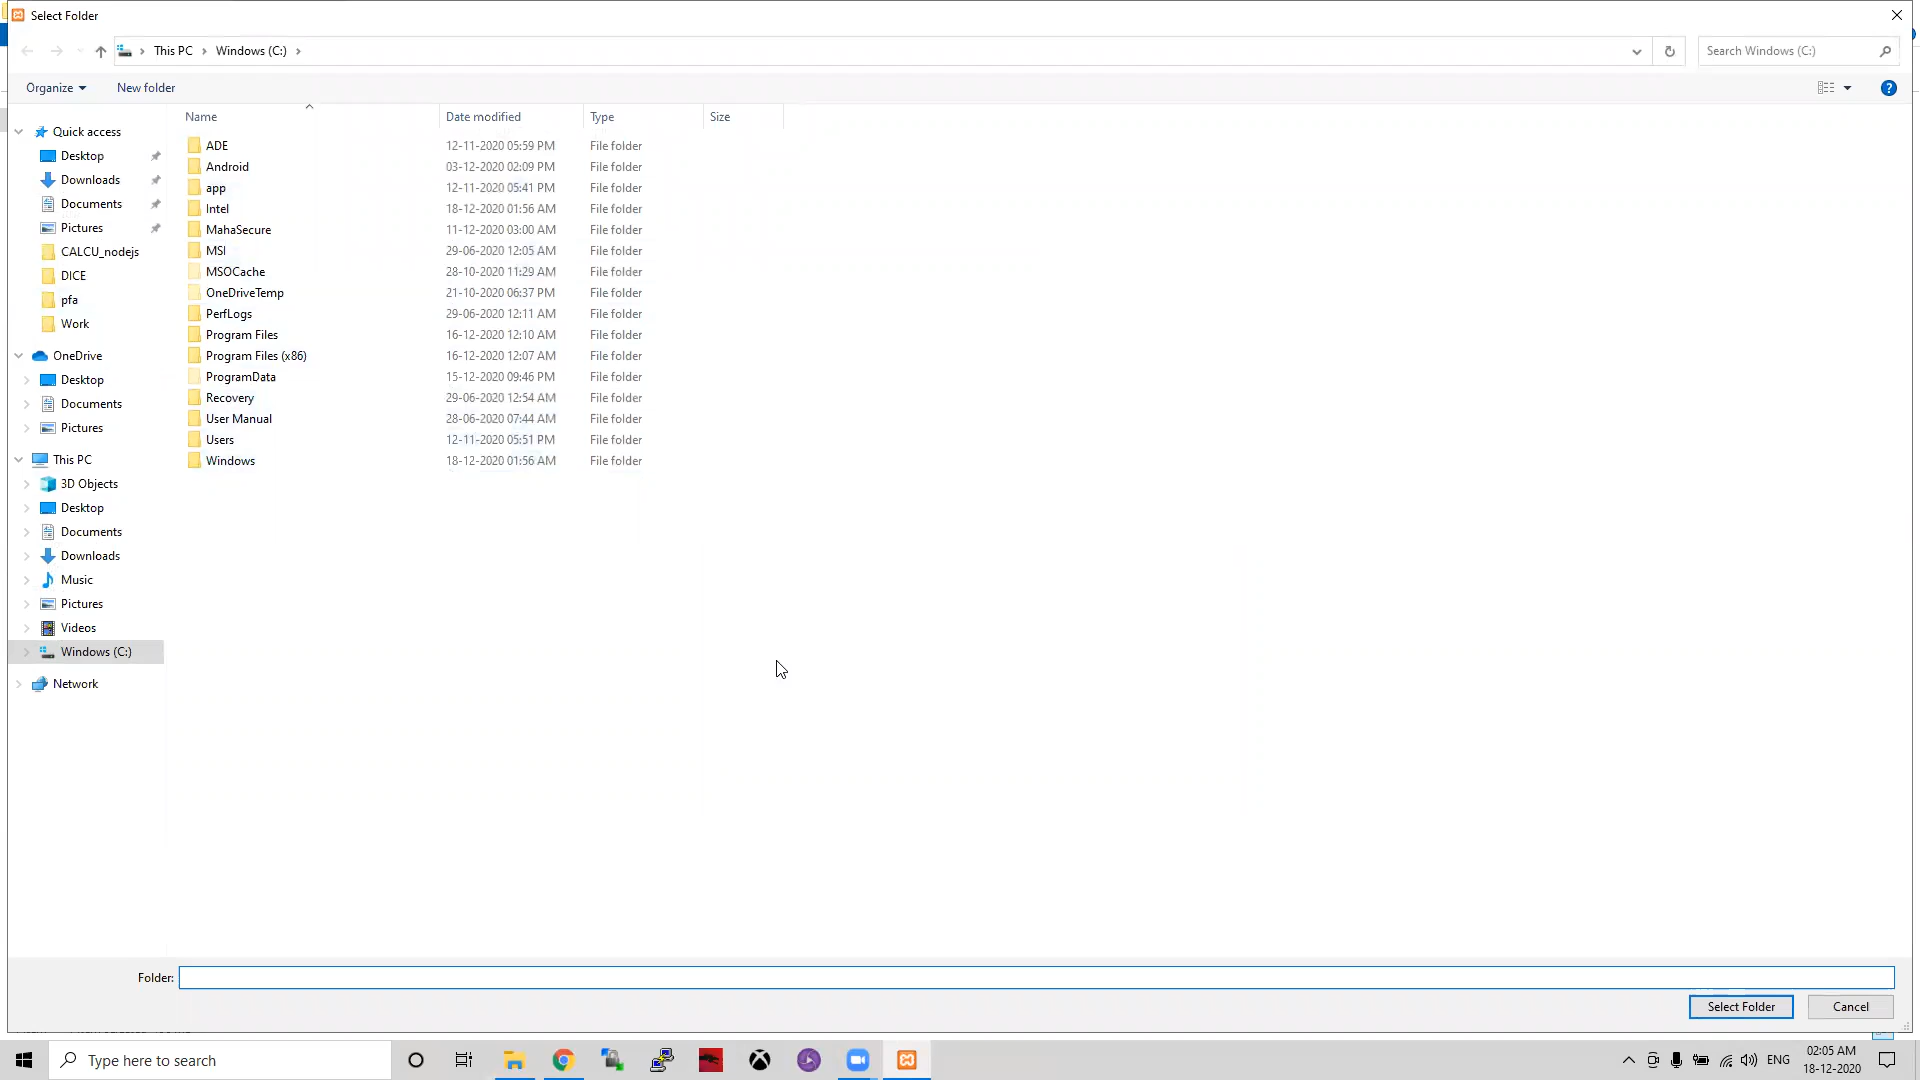 Select Folder
This PC
Windows (C:)
Search Windows (C:)
Organize
New folder
Name
Date modified
Type
Size
Quick access
Desktop
Downloads
Documents
Pictures
CALCU_nodejs
DICE
pfa
Work
OneDrive
Desktop
Documents
Pictures
This PC
3D Objects
Desktop
Documents
Downloads
Music
Pictures
Videos
Windows (C:)
Network
ADE 12-11-2020 05:59 PM File folder
Android 03-12-2020 02:09 PM File folder
app 12-11-2020 05:41 PM File folder
Intel 18-12-2020 01:56 AM File folder
MahaSecure 11-12-2020 03:00 AM File folder
MSI 29-06-2020 12:05 AM File folder
MSOCache 28-10-2020 11:29 AM File folder
OneDriveTemp 21-10-2020 06:37 PM File folder
PerfLogs 29-06-2020 12:11 AM File folder
Program Files 16-12-2020 12:10 AM File folder
Program Files (x86) 16-12-2020 12:07 AM File folder
ProgramData 15-12-2020 09:46 PM File folder
Recovery 29-06-2020 12:54 AM File folder
User Manual 28-06-2020 07:44 AM File folder
Users 12-11-2020 05:51 PM File folder
Windows 18-12-2020 01:56 AM File folder
Folder:
Select Folder
Cancel
Type here to search
ENG
02:05 AM
18-12-2020